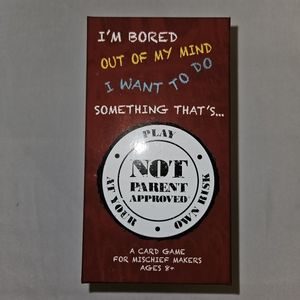 I'M BORED
OUT OF MY MIND
I WANT TO DO
SOMETHING THAT'S...
PLAY
NOT
PARENT
APPROVED
AT YOUR
OWN RISK
A CARD GAME
FOR MISCHIEF MAKERS
AGES 8+